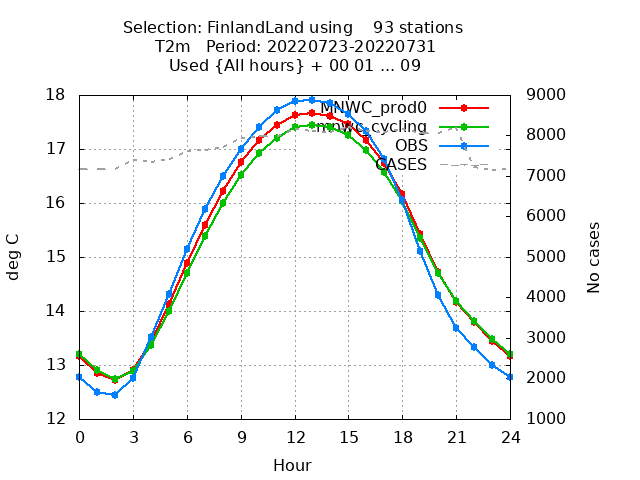 Selection: FinlandLand using    93 stations
T2m   Period: 20220723-20220731
Used {All hours} + 00 01 ... 09
18 9000
MNWC_prod0
mnwc_cycling
8000
17 OBS
CASES
7000
16 6000
deg C 15 5000 No cases
14 4000
3000
13 2000
12 1000
0 3 6 9 12 15 18 21 24
Hour